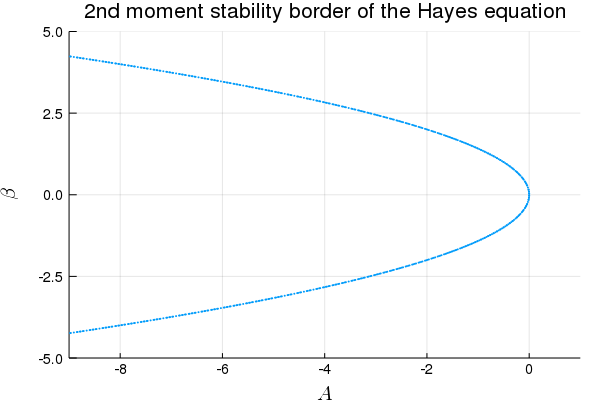 2nd moment stability border of the Hayes equation
5.0
2.5
0.0
-2.5
-5.0
β
-8 -6 -4 -2 0
A